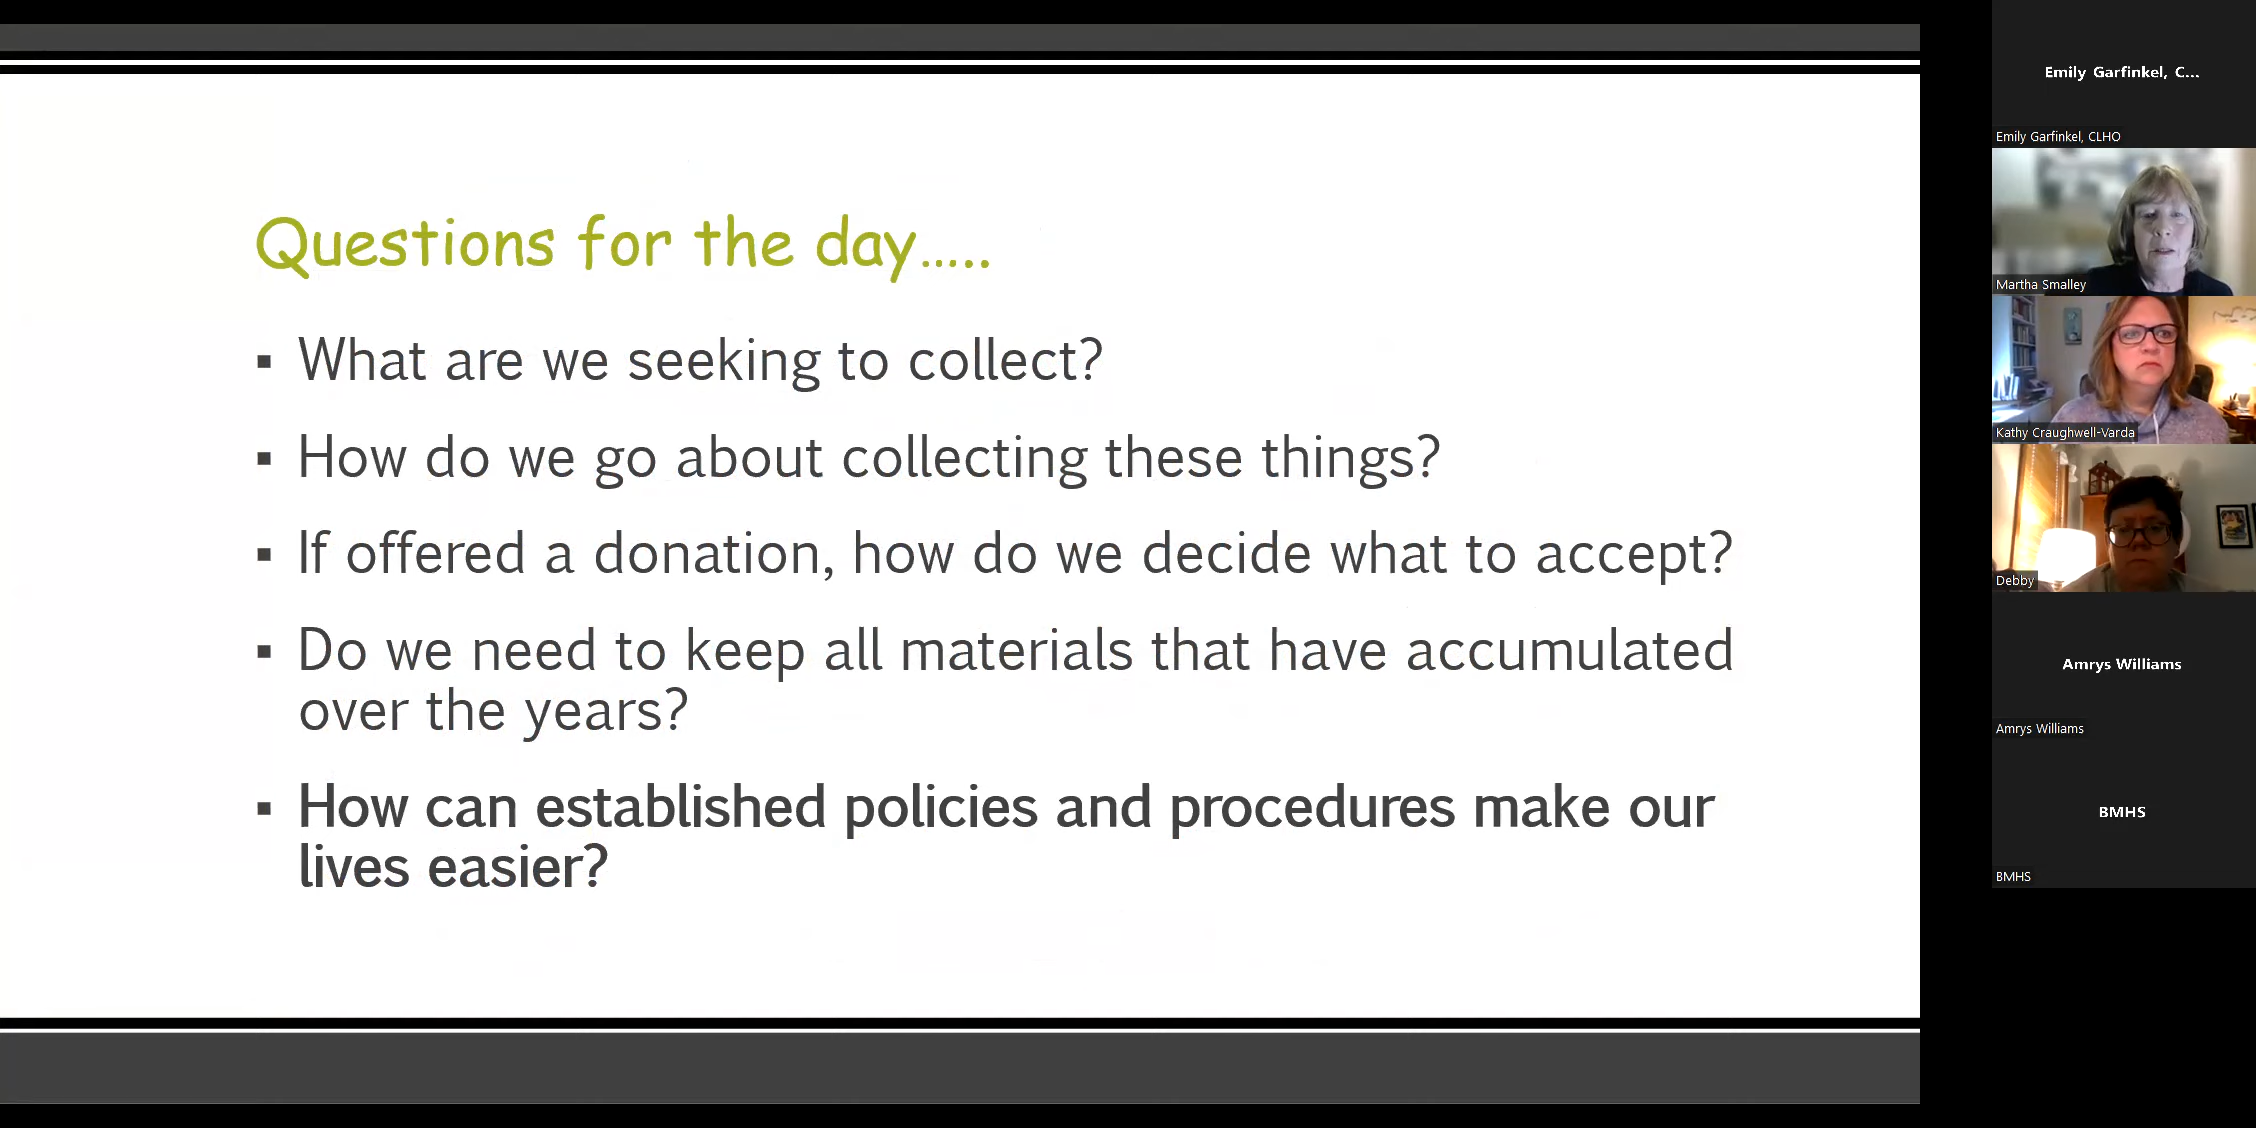 Questions for the day.....
▪ What are we seeking to collect?
▪ How do we go about collecting these things?
▪ If offered a donation, how do we decide what to accept?
▪ Do we need to keep all materials that have accumulated
over the years?
▪ How can established policies and procedures make our
lives easier?
Emily Garfinkel, C...
Emily Garfinkel, CLHO
Martha Smalley
Kathy Craughwell-Varda
Debby
Amrys Williams
Amrys Williams
BMHS
BMHS